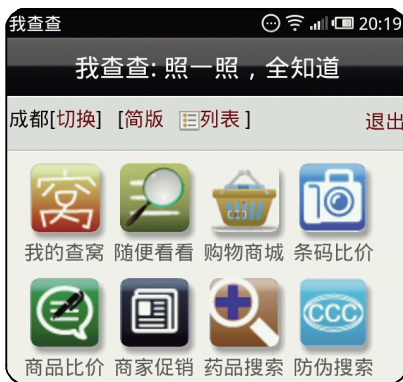 我查查 20:19
我查查: 照一照，全知道
成都[切换] [简版 列表] 退出
窝
我的查窝 随便看看 购物商城 条码比价
CCC
商品比价 商家促销 药品搜索 防伪搜索